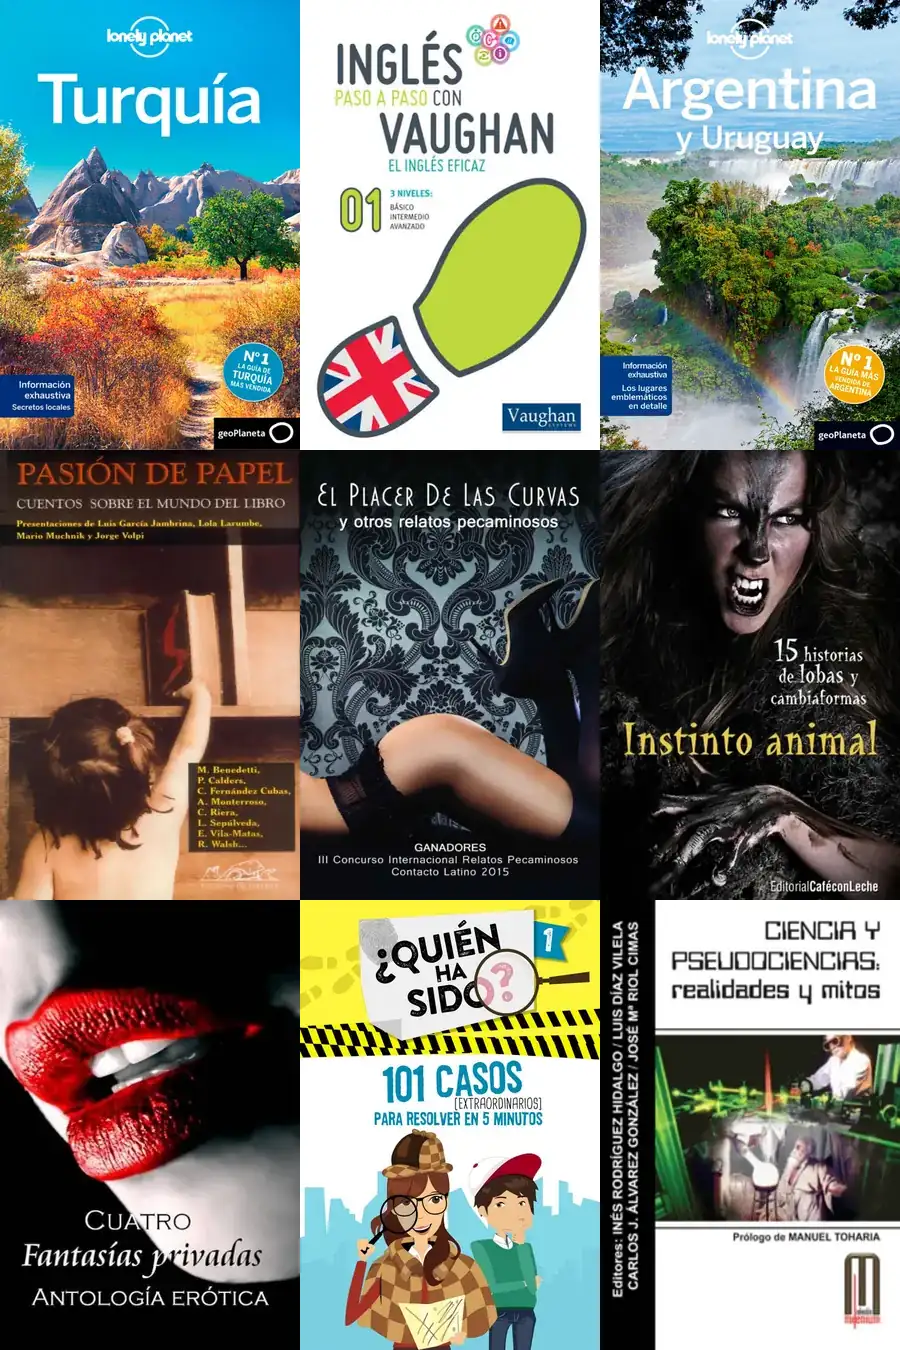 lonely planet
Turquía
Información
exhaustiva
Secretos locales
Nº 1
LA GUÍA DE
TURQUÍA
MÁS VENDIDA
geoPlaneta
INGLÉS
PASO A PASO CON
VAUGHAN
EL INGLÉS EFICAZ
01
3 NIVELES:
BÁSICO
INTERMEDIO
AVANZADO
Vaughan
SYSTEMS
lonely planet
Argentina
y Uruguay
Información
exhaustiva
Los lugares
emblemáticos
en detalle
Nº 1
LA GUÍA MÁS
VENDIDA DE
ARGENTINA
geoPlaneta
PASIÓN DE PAPEL
CUENTOS SOBRE EL MUNDO DEL LIBRO
Presentaciones de Luis García Jambrina, Lola Larumbe,
Mario Muchnik y Jorge Volpi
M. Benedetti,
P. Calders,
C. Fernández Cubas,
A. Monterroso,
C. Riera,
L. Sepúlveda,
E. Vila-Matas,
R. Walsh...
EL PLACER DE LAS CURVAS
y otros relatos pecaminosos
GANADORES
III Concurso Internacional Relatos Pecaminosos
Contacto Latino 2015
15 historias
de lobas y
cambiaformas
Instinto animal
EditorialCaféconLeche
CUATRO
Fantasías privadas
ANTOLOGÍA ERÓTICA
¿QUIÉN
HA
SIDO?
1
101 CASOS
[EXTRAORDINARIOS]
PARA RESOLVER EN 5 MINUTOS
Editores: INÉS RODRÍGUEZ HIDALGO / LUIS DÍAZ VILELA
CARLOS J. ÁLVAREZ GONZÁLEZ / JOSÉ Mª RIOL CIMAS
CIENCIA Y
PSEUDOCIENCIAS:
realidades y mitos
Prólogo de MANUEL TOHARIA